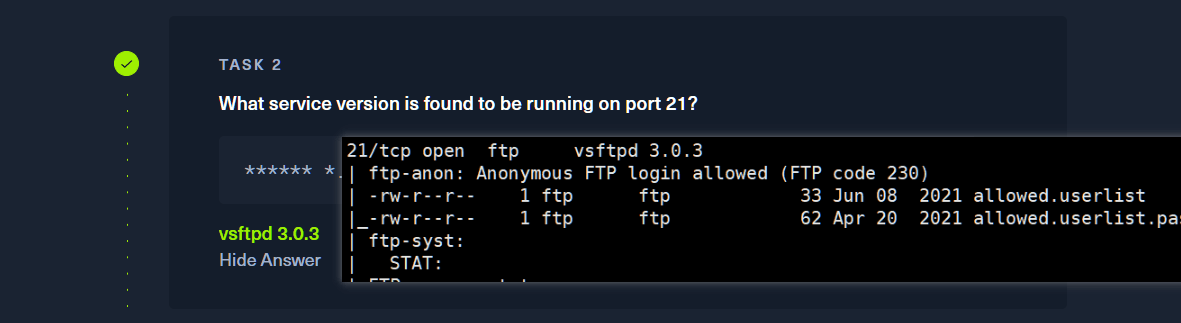 TASK 2
What service version is found to be running on port 21?
****** *.
21/tcp open  ftp     vsftpd 3.0.3
| ftp-anon: Anonymous FTP login allowed (FTP code 230)
| -rw-r--r--    1 ftp      ftp            33 Jun 08  2021 allowed.userlist
|_-rw-r--r--    1 ftp      ftp            62 Apr 20  2021 allowed.userlist.pas
| ftp-syst:
|   STAT:
vsftpd 3.0.3
Hide Answer